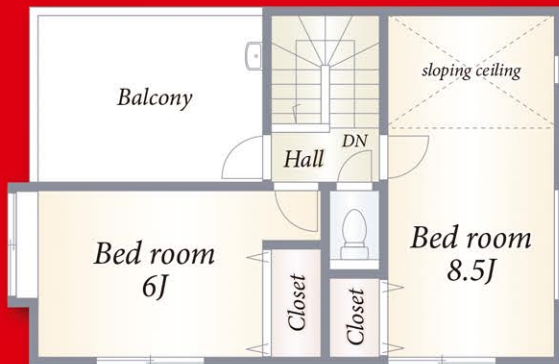 Balcony
sloping ceiling
Hall
DN
Bed room
6J
Closet
Closet
Bed room
8.5J